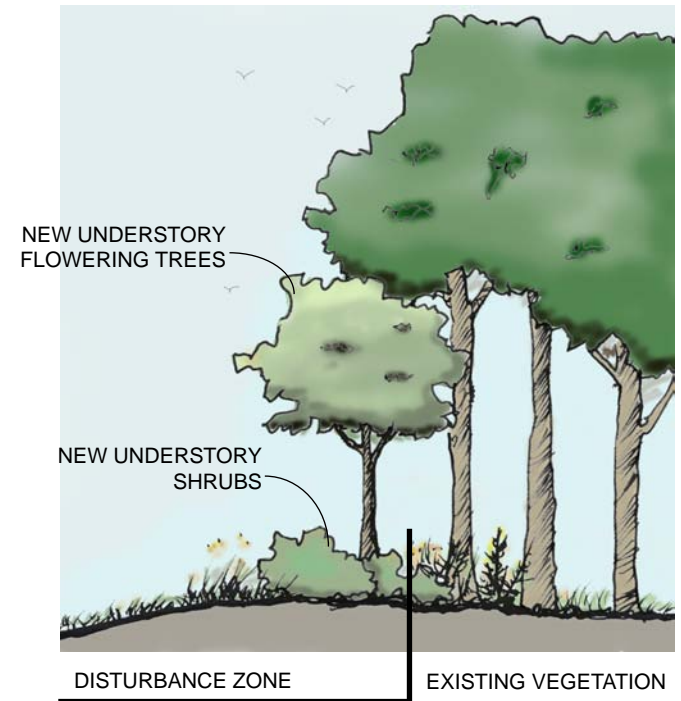 NEW UNDERSTORY
FLOWERING TREES
NEW UNDERSTORY
SHRUBS
DISTURBANCE ZONE
EXISTING VEGETATION